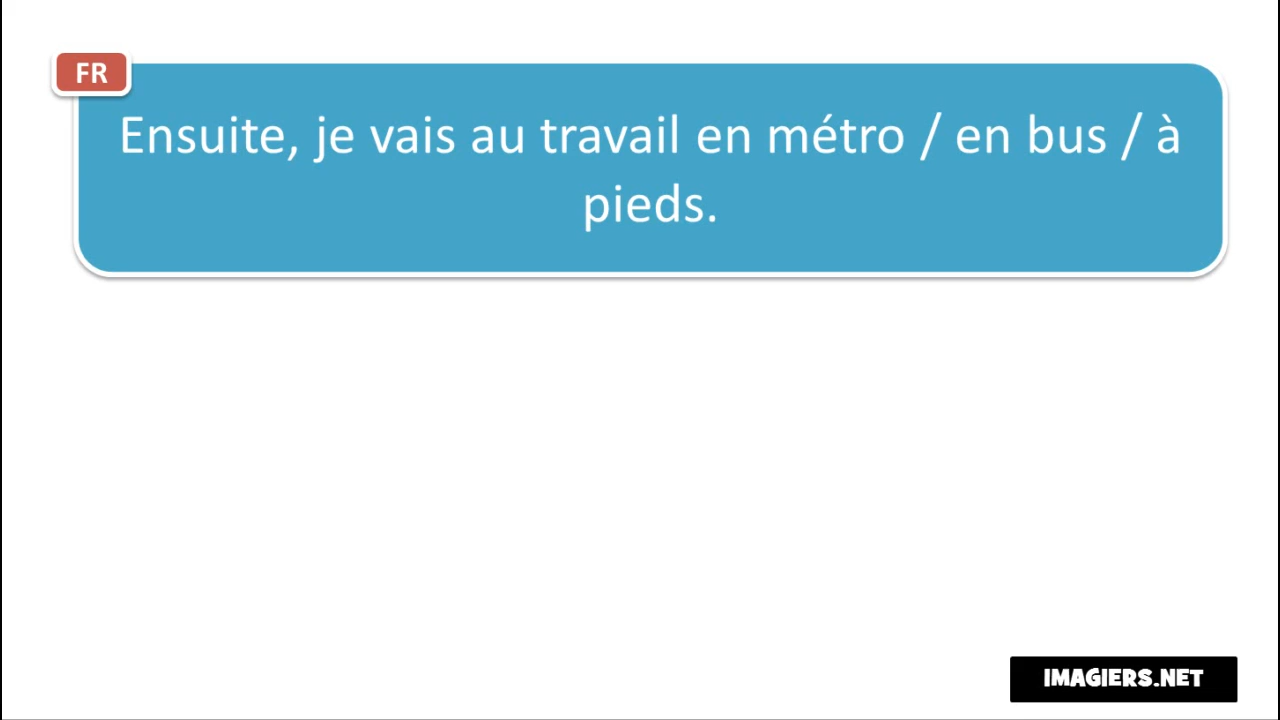 FR
Ensuite, je vais au travail en métro / en bus / à
pieds.
IMAGIERS.NET